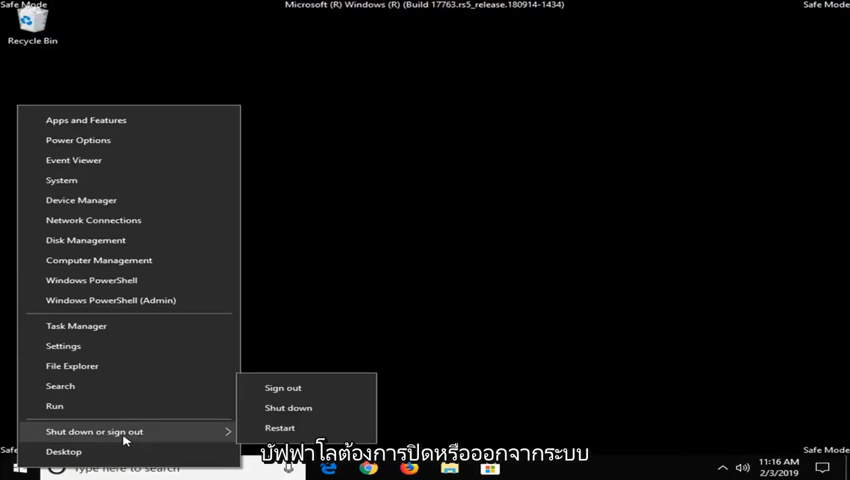 Safe Mode
Microsoft (R) Windows (R) (Build 17763.rs5_release.180914-1434)
Safe Mode
Recycle Bin
Apps and Features
Power Options
Event Viewer
System
Device Manager
Network Connections
Disk Management
Computer Management
Windows PowerShell
Windows PowerShell (Admin)
Task Manager
Settings
File Explorer
Search
Run
Shut down or sign out
Desktop
Sign out
Shut down
Restart
บัฟฟาโลต้องการปิดหรือออกจากระบบ
Safe Mode
Type here to search
11:16 AM
2/3/2019